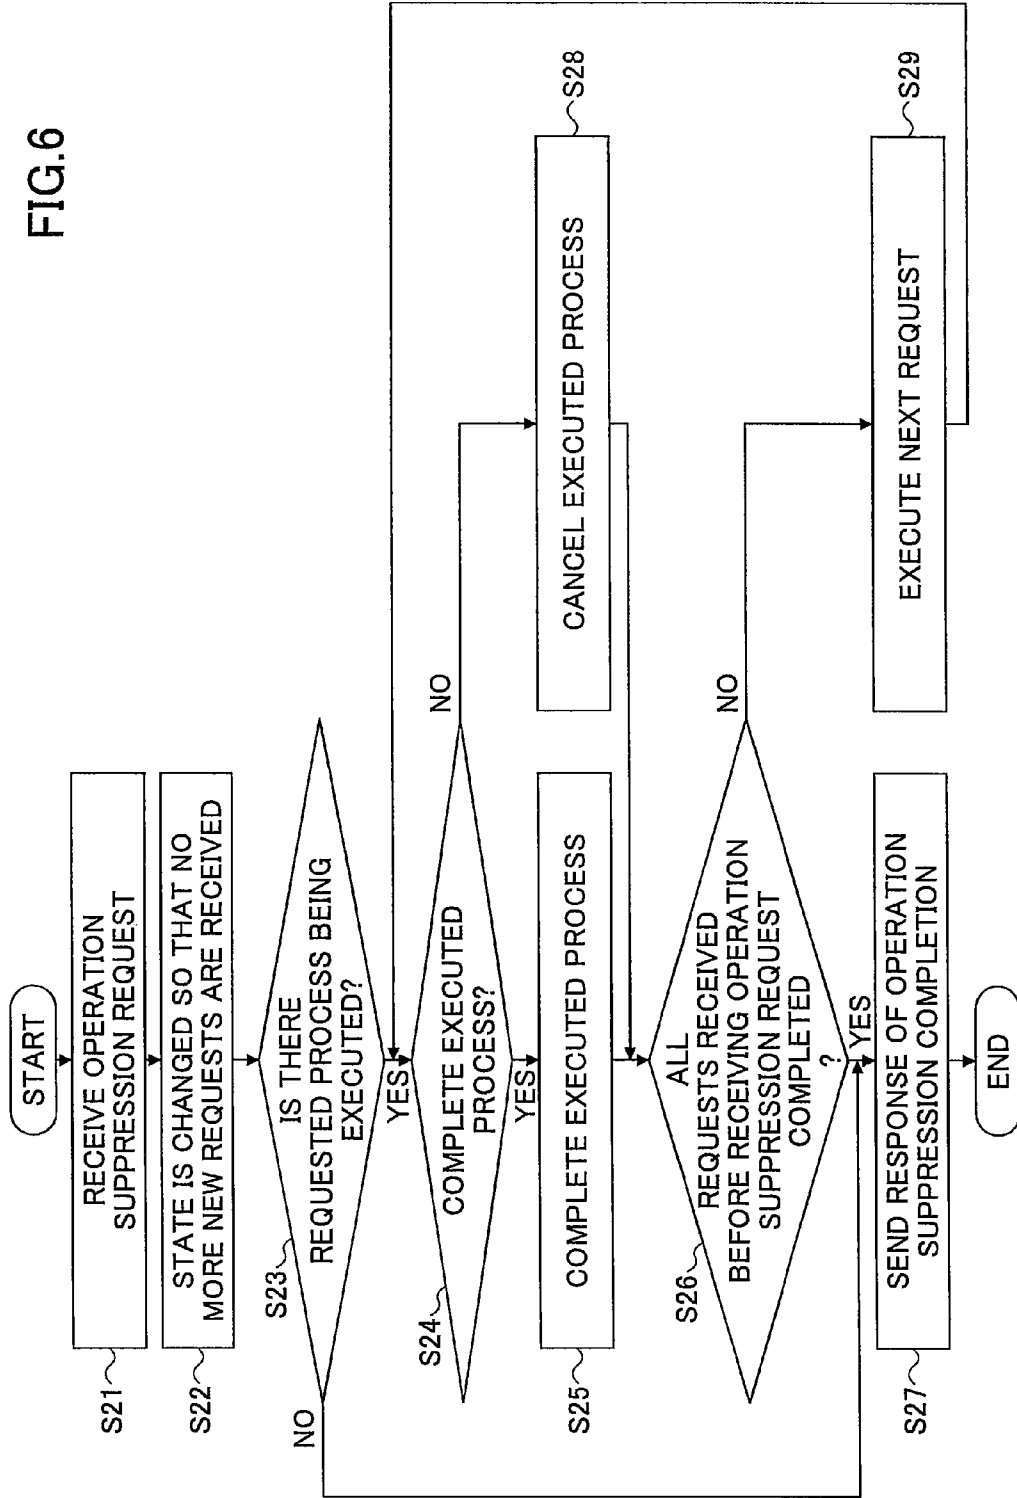 FIG.6
START
RECEIVE OPERATION
SUPPRESSION REQUEST
S21
STATE IS CHANGED SO THAT NO
MORE NEW REQUESTS ARE RECEIVED
S22
IS THERE
REQUESTED PROCESS BEING
EXECUTED?
S23
NO
YES
COMPLETE EXECUTED
PROCESS?
S24
NO
YES
COMPLETE EXECUTED PROCESS
S25
CANCEL EXECUTED PROCESS
S28
ALL
REQUESTS RECEIVED
BEFORE RECEIVING OPERATION
SUPPRESSION REQUEST
COMPLETED
?
S26
NO
YES
EXECUTE NEXT REQUEST
S29
SEND RESPONSE OF OPERATION
SUPPRESSION COMPLETION
S27
END